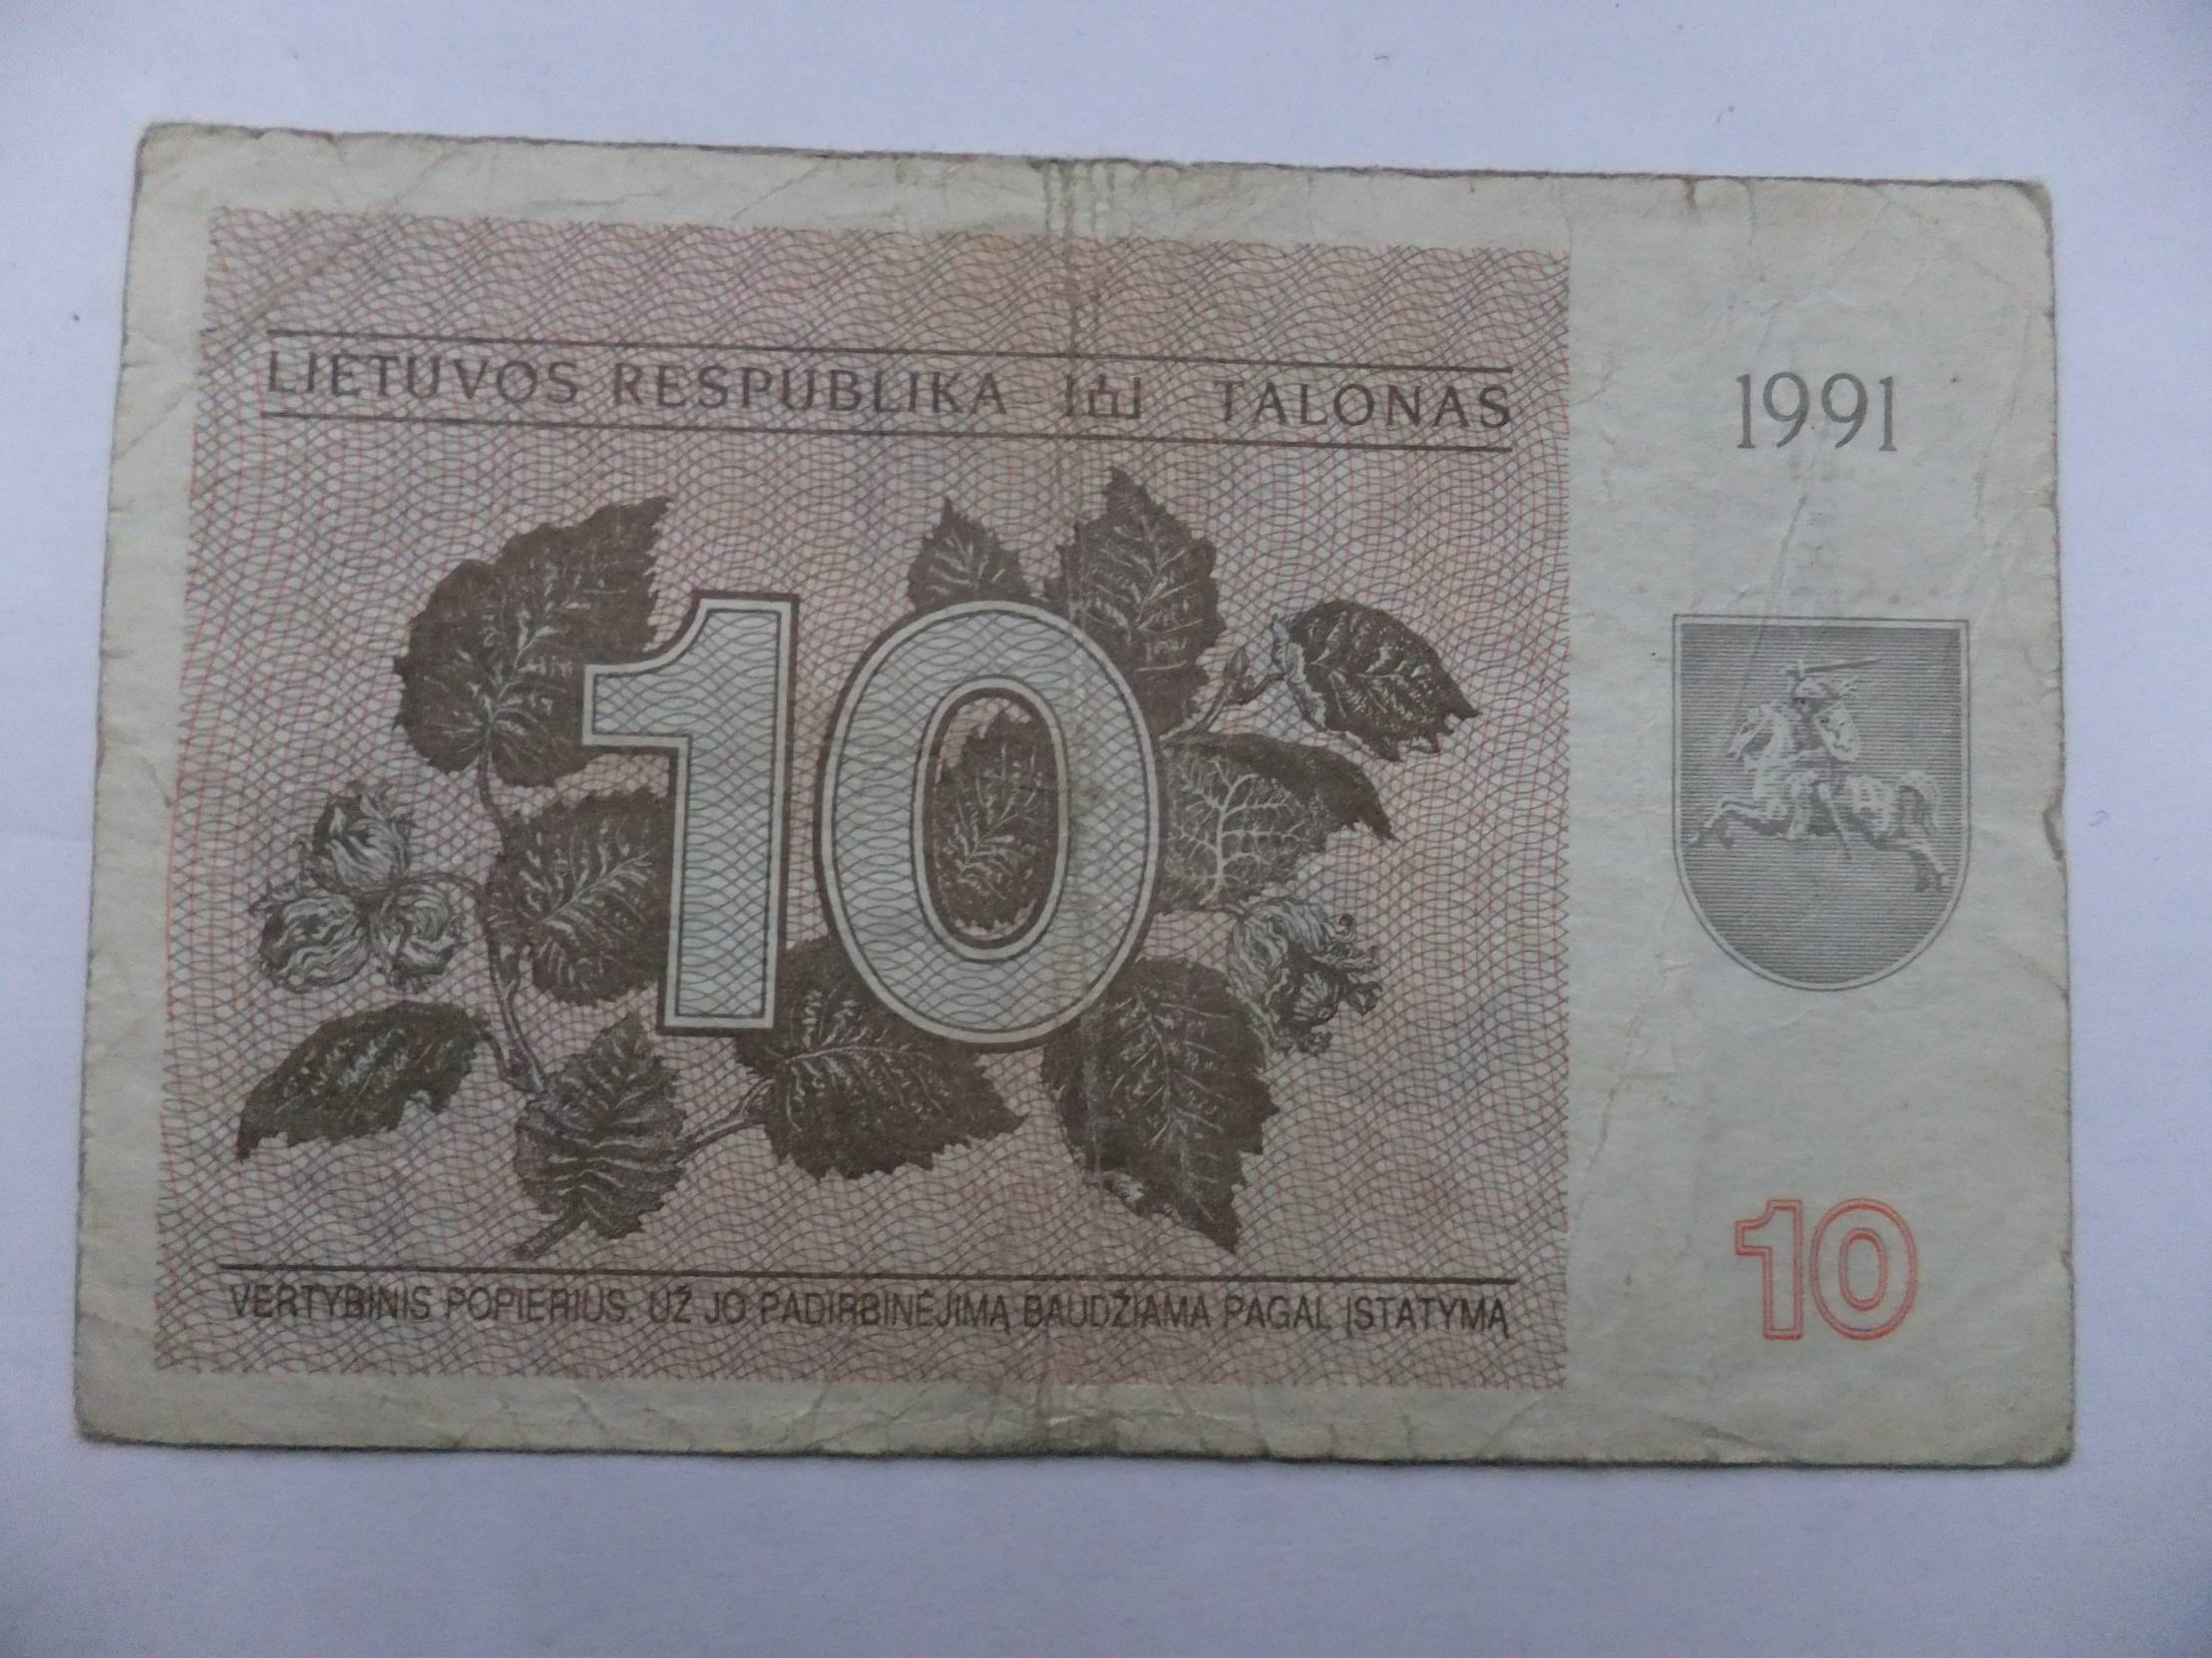 LIETUVOS RESPUBLIKA TALONAS
1991
10
10
VERTYBINIS POPIERIUS. UŽ JO PADIRBINĖJIMĄ BAUDŽIAMA PAGAL ĮSTATYMĄ